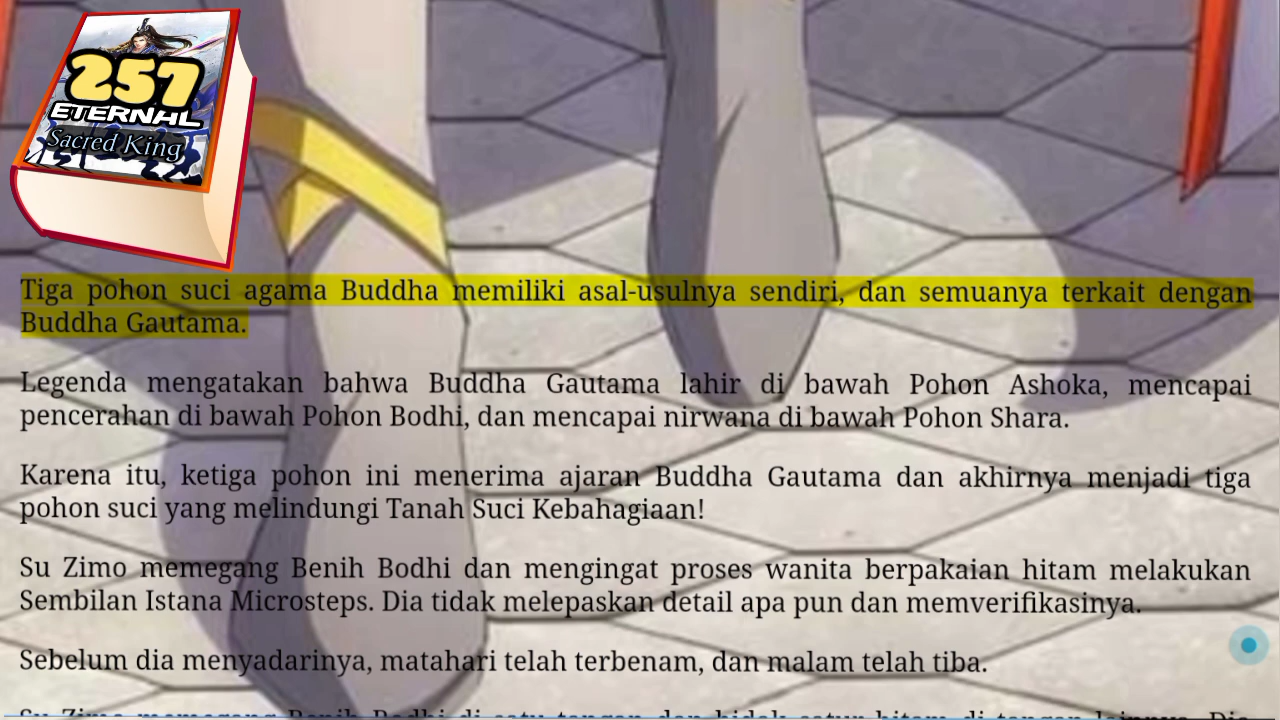 257
ETERNAL
Sacred King
Tiga pohon suci agama Buddha memiliki asal-usulnya sendiri, dan semuanya terkait dengan
Buddha Gautama.
Legenda mengatakan bahwa Buddha Gautama lahir di bawah Pohon Ashoka, mencapai
pencerahan di bawah Pohon Bodhi, dan mencapai nirwana di bawah Pohon Shara.
Karena itu, ketiga pohon ini menerima ajaran Buddha Gautama dan akhirnya menjadi tiga
pohon suci yang melindungi Tanah Suci Kebahagiaan!
Su Zimo memegang Benih Bodhi dan mengingat proses wanita berpakaian hitam melakukan
Sembilan Istana Microsteps. Dia tidak melepaskan detail apa pun dan memverifikasinya.
Sebelum dia menyadarinya, matahari telah terbenam, dan malam telah tiba.